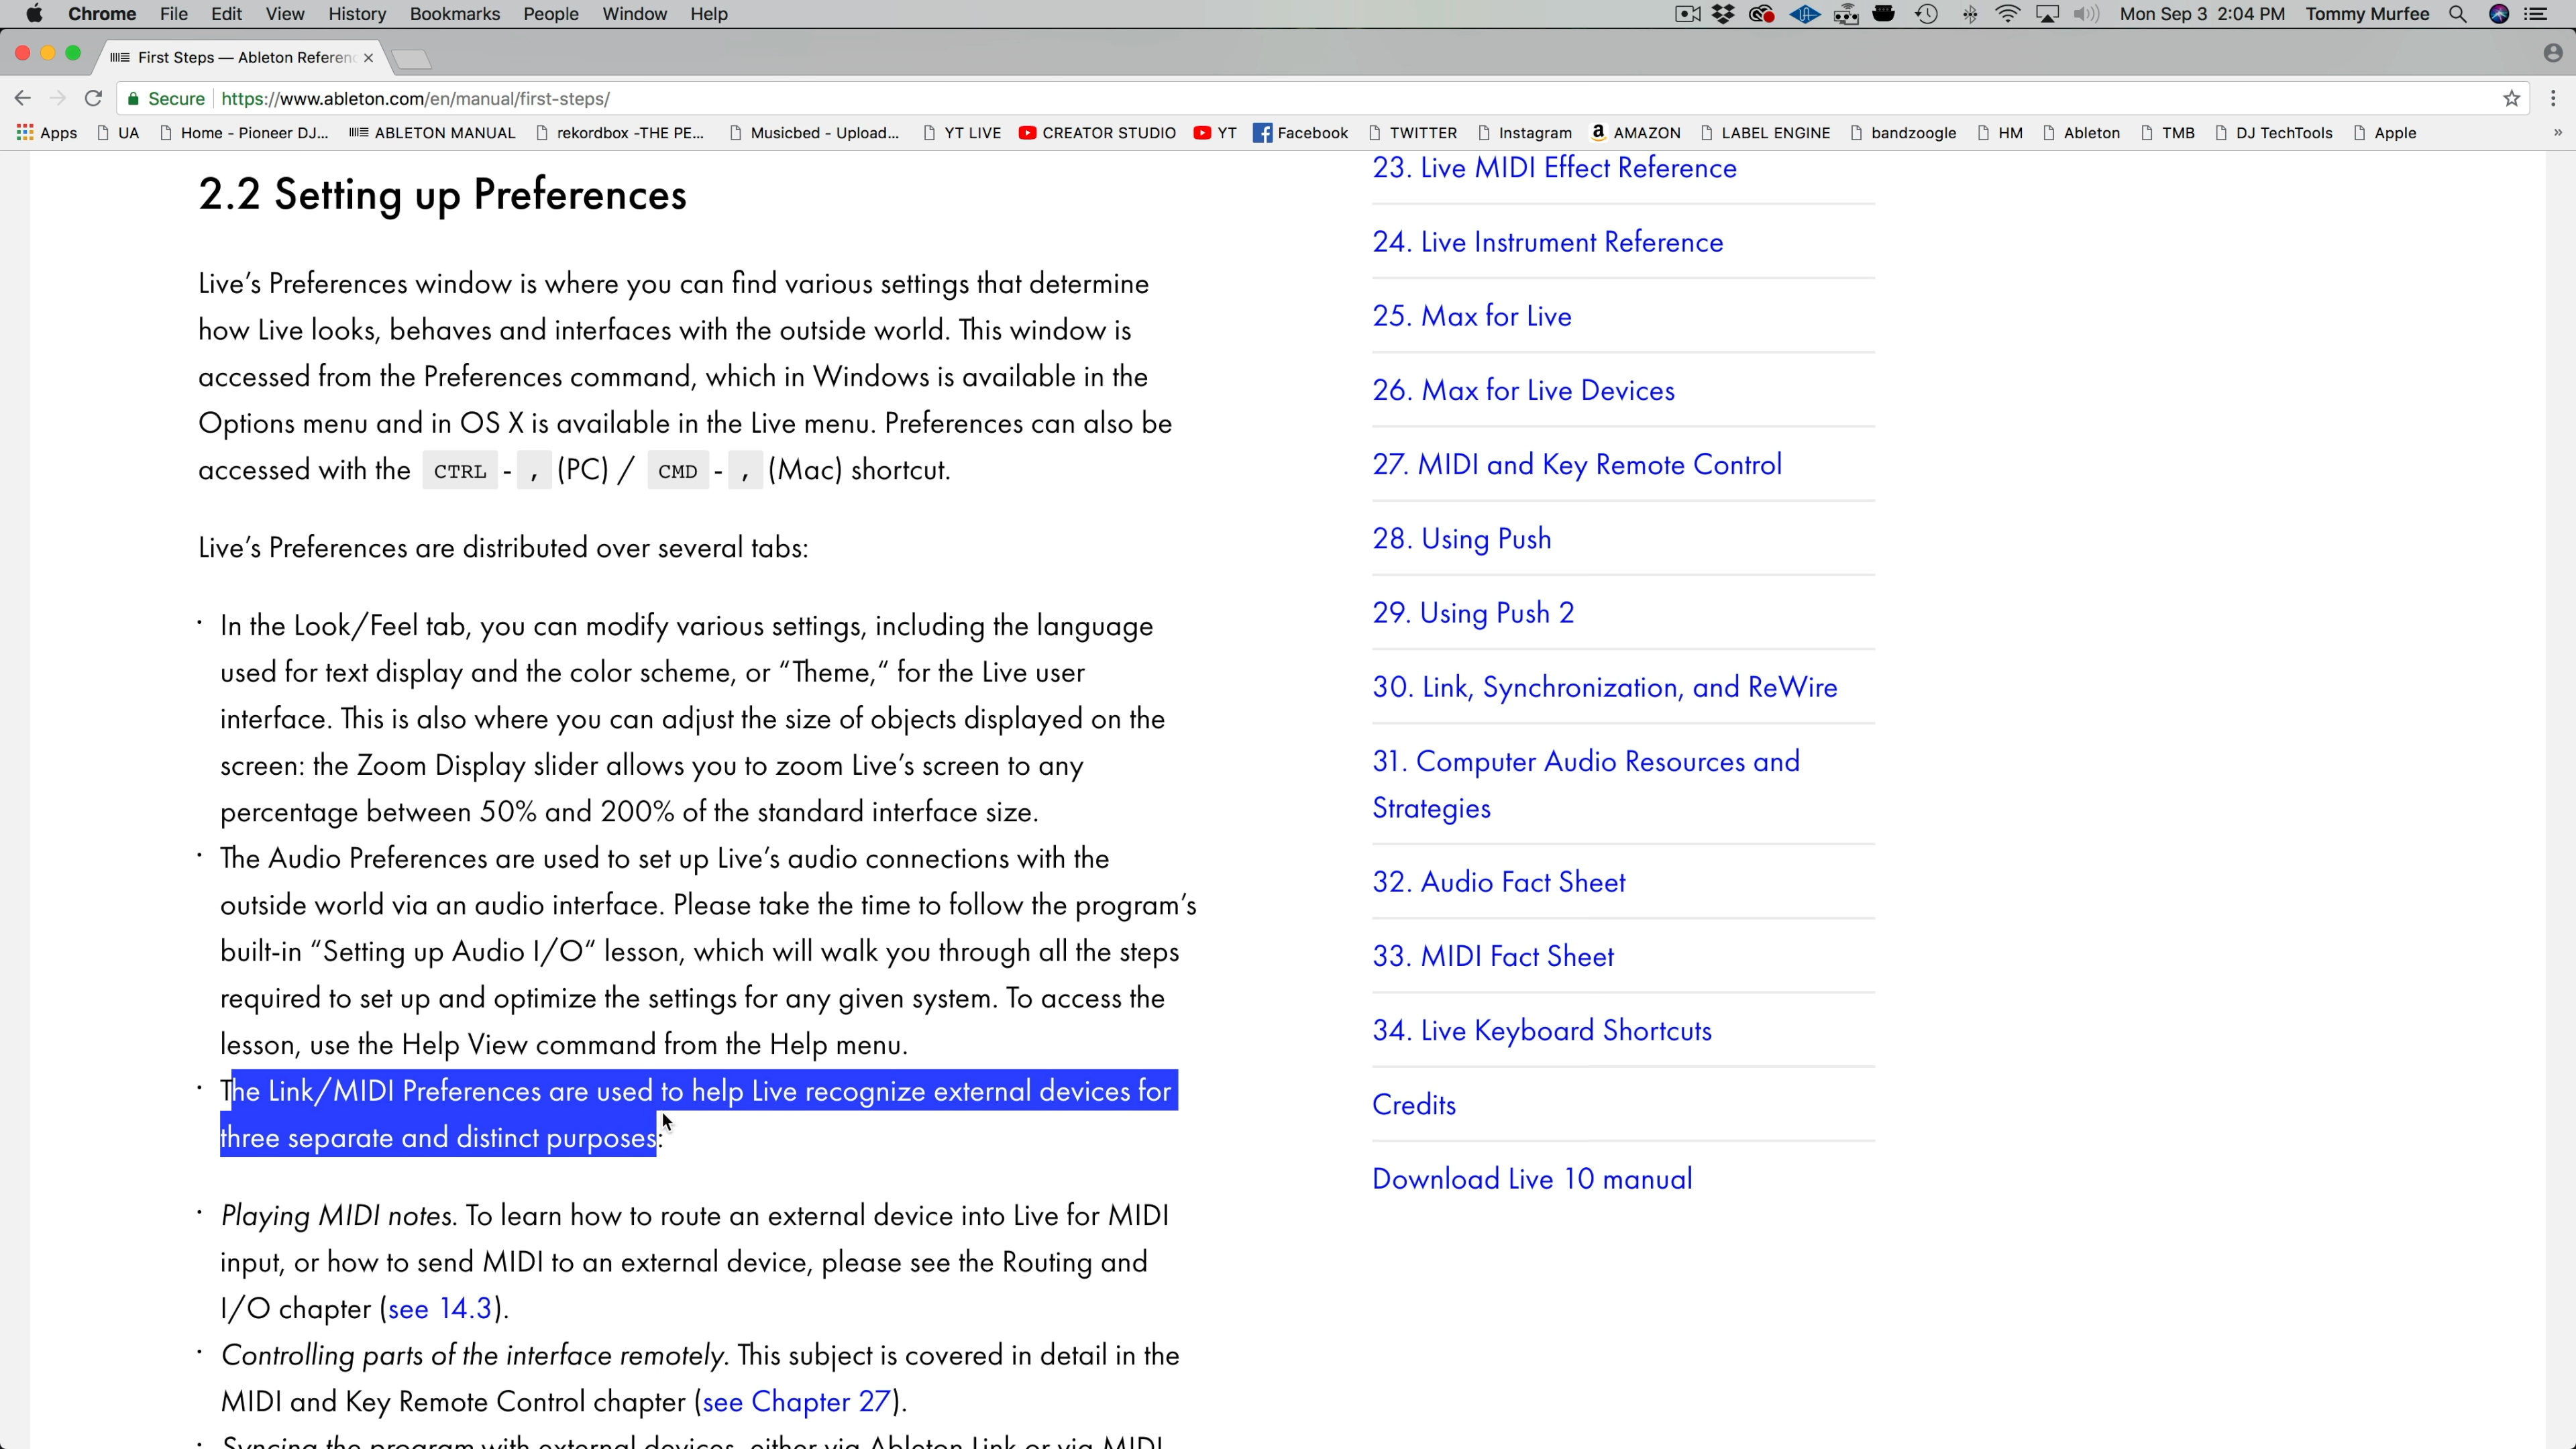 Chrome File Edit View History Bookmarks People Window Help Mon Sep 3 2:04 PM Tommy Murfee
First Steps — Ableton Referen
Secure https://www.ableton.com/en/manual/first-steps/
Apps UA Home - Pioneer DJ... ABLETON MANUAL rekordbox -THE PE... Musicbed - Upload... YT LIVE CREATOR STUDIO YT Facebook TWITTER Instagram AMAZON LABEL ENGINE bandzoogle HM Ableton TMB DJ TechTools Apple »
2.2 Setting up Preferences
Live’s Preferences window is where you can find various settings that determine
how Live looks, behaves and interfaces with the outside world. This window is
accessed from the Preferences command, which in Windows is available in the
Options menu and in OS X is available in the Live menu. Preferences can also be
accessed with the CTRL - , (PC) / CMD - , (Mac) shortcut.
Live’s Preferences are distributed over several tabs:
· In the Look/Feel tab, you can modify various settings, including the language
used for text display and the color scheme, or “Theme,“ for the Live user
interface. This is also where you can adjust the size of objects displayed on the
screen: the Zoom Display slider allows you to zoom Live’s screen to any
percentage between 50% and 200% of the standard interface size.
· The Audio Preferences are used to set up Live’s audio connections with the
outside world via an audio interface. Please take the time to follow the program’s
built-in “Setting up Audio I/O“ lesson, which will walk you through all the steps
required to set up and optimize the settings for any given system. To access the
lesson, use the Help View command from the Help menu.
· The Link/MIDI Preferences are used to help Live recognize external devices for
three separate and distinct purposes:
· Playing MIDI notes. To learn how to route an external device into Live for MIDI
input, or how to send MIDI to an external device, please see the Routing and
I/O chapter (see 14.3).
· Controlling parts of the interface remotely. This subject is covered in detail in the
MIDI and Key Remote Control chapter (see Chapter 27).
· Syncing the program with external devices, either via Ableton Link or via MIDI.
23. Live MIDI Effect Reference
24. Live Instrument Reference
25. Max for Live
26. Max for Live Devices
27. MIDI and Key Remote Control
28. Using Push
29. Using Push 2
30. Link, Synchronization, and ReWire
31. Computer Audio Resources and
Strategies
32. Audio Fact Sheet
33. MIDI Fact Sheet
34. Live Keyboard Shortcuts
Credits
Download Live 10 manual